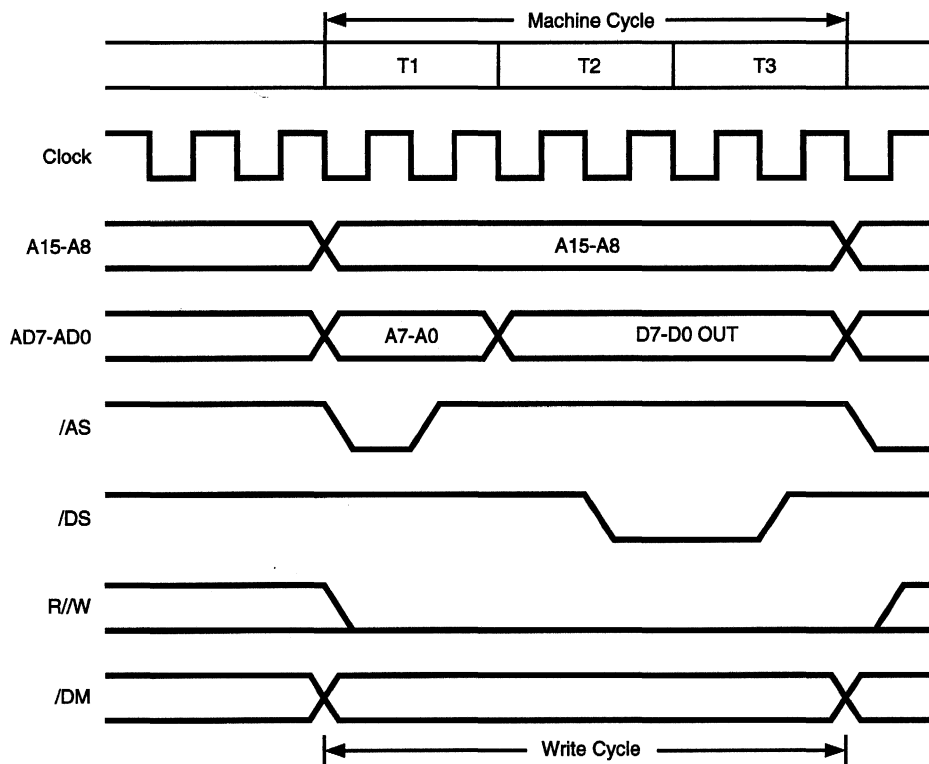 Machine Cycle
T1 T2 T3
Clock
A15-A8 A15-A8
AD7-AD0 A7-A0 D7-D0 OUT
/AS
/DS
R//W
/DM
Write Cycle